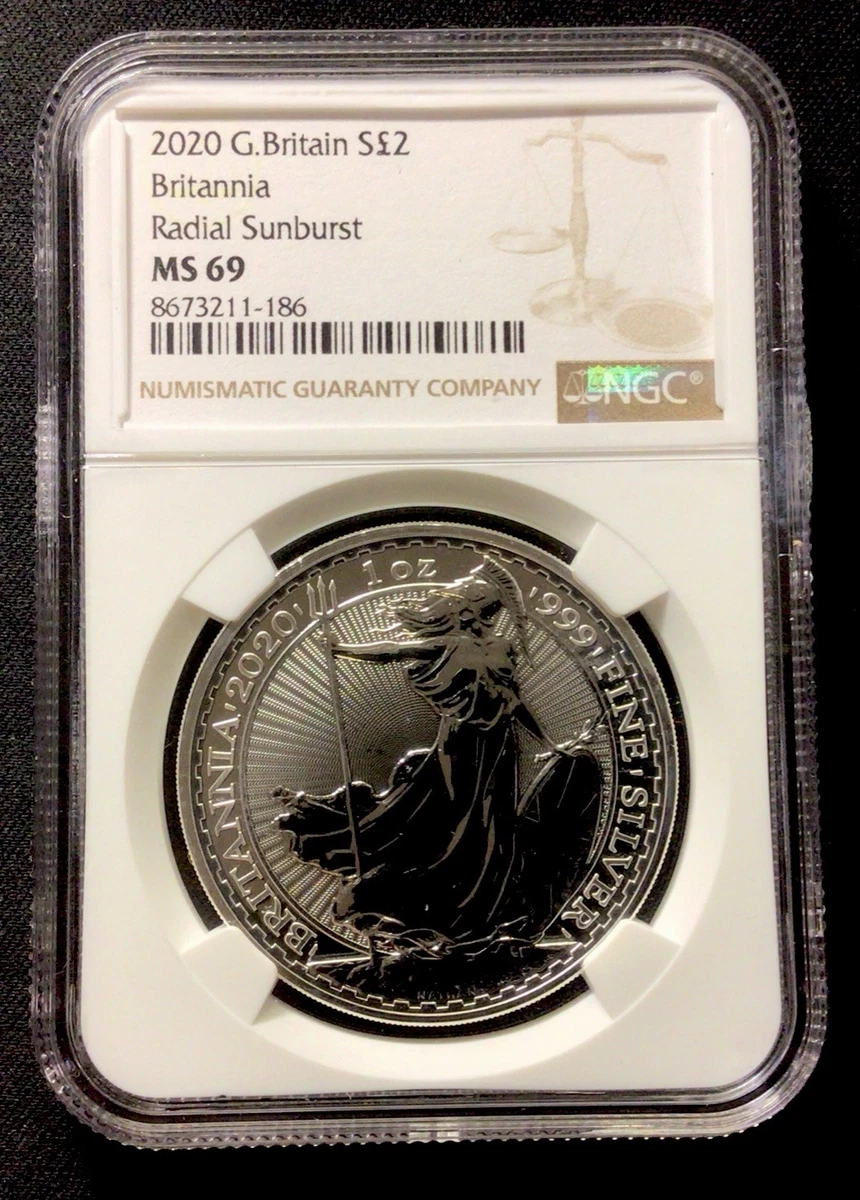 2020 G.Britain S£2
Britannia
Radial Sunburst
MS 69
8673211-186
NUMISMATIC GUARANTY COMPANY
NGC®
BRITANNIA 2020
1 OZ
999 FINE SILVER